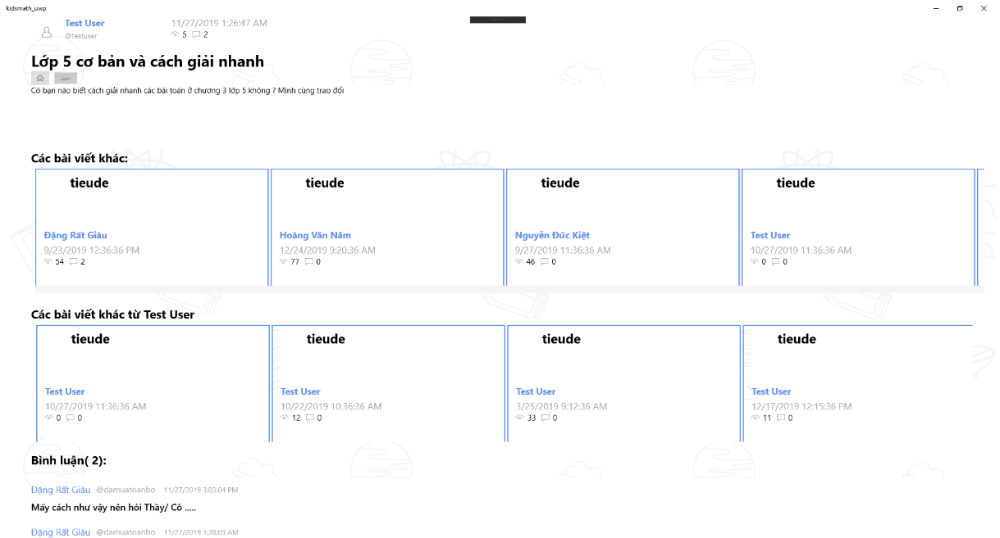 kidsmath_uwp
Test User 11/27/2019 1:26:47 AM
@testuser 5 2
Lớp 5 cơ bản và cách giải nhanh
Có bạn nào biết cách giải nhanh các bài toán ở chương 3 lớp 5 không ? Mình cùng trao đổi
Các bài viết khác:
tieude tieude tieude tieude
Đặng Rất Giàu Hoàng Văn Năm Nguyễn Đức Kiệt Test User
9/23/2019 12:36:36 PM 12/24/2019 9:20:36 AM 9/27/2019 11:36:36 AM 10/27/2019 11:36:36 AM
54 2 77 0 46 0 0 0
Các bài viết khác từ Test User
tieude tieude tieude tieude
Test User Test User Test User Test User
10/27/2019 11:36:36 AM 10/22/2019 10:36:36 AM 3/25/2019 9:12:36 AM 12/17/2019 12:15:36 PM
0 0 12 0 33 0 11 0
Bình luận( 2):
Đặng Rất Giàu @damuatoanbo 11/27/2019 3:03:04 PM
Mấy cách như vậy nên hỏi Thầy/ Cô .....
Đặng Rất Giàu @damuatoanbo 11/27/2019 1:28:03 AM